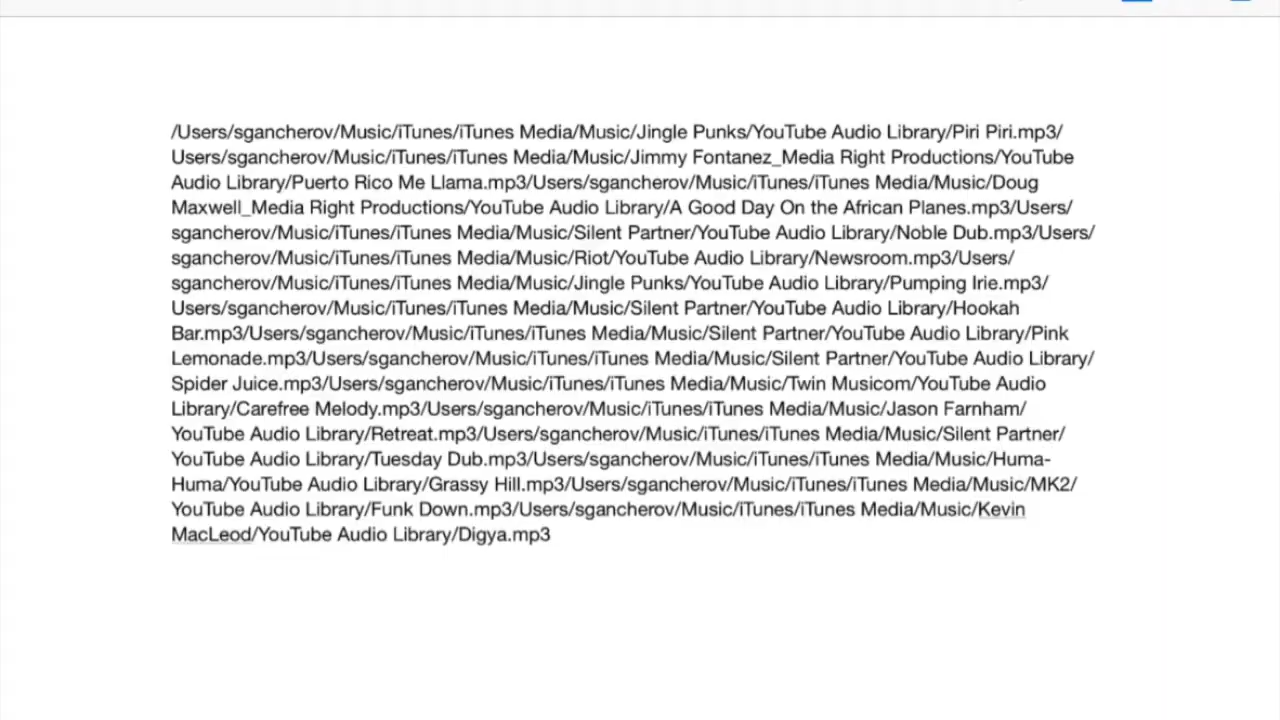 /Users/sgancherov/Music/iTunes/iTunes Media/Music/Jingle Punks/YouTube Audio Library/Piri Piri.mp3/
Users/sgancherov/Music/iTunes/iTunes Media/Music/Jimmy Fontanez_Media Right Productions/YouTube
Audio Library/Puerto Rico Me Llama.mp3/Users/sgancherov/Music/iTunes/iTunes Media/Music/Doug
Maxwell_Media Right Productions/YouTube Audio Library/A Good Day On the African Planes.mp3/Users/
sgancherov/Music/iTunes/iTunes Media/Music/Silent Partner/YouTube Audio Library/Noble Dub.mp3/Users/
sgancherov/Music/iTunes/iTunes Media/Music/Riot/YouTube Audio Library/Newsroom.mp3/Users/
sgancherov/Music/iTunes/iTunes Media/Music/Jingle Punks/YouTube Audio Library/Pumping Irie.mp3/
Users/sgancherov/Music/iTunes/iTunes Media/Music/Silent Partner/YouTube Audio Library/Hookah
Bar.mp3/Users/sgancherov/Music/iTunes/iTunes Media/Music/Silent Partner/YouTube Audio Library/Pink
Lemonade.mp3/Users/sgancherov/Music/iTunes/iTunes Media/Music/Silent Partner/YouTube Audio Library/
Spider Juice.mp3/Users/sgancherov/Music/iTunes/iTunes Media/Music/Twin Musicom/YouTube Audio
Library/Carefree Melody.mp3/Users/sgancherov/Music/iTunes/iTunes Media/Music/Jason Farnham/
YouTube Audio Library/Retreat.mp3/Users/sgancherov/Music/iTunes/iTunes Media/Music/Silent Partner/
YouTube Audio Library/Tuesday Dub.mp3/Users/sgancherov/Music/iTunes/iTunes Media/Music/Huma-
Huma/YouTube Audio Library/Grassy Hill.mp3/Users/sgancherov/Music/iTunes/iTunes Media/Music/MK2/
YouTube Audio Library/Funk Down.mp3/Users/sgancherov/Music/iTunes/iTunes Media/Music/Kevin
MacLeod/YouTube Audio Library/Digya.mp3